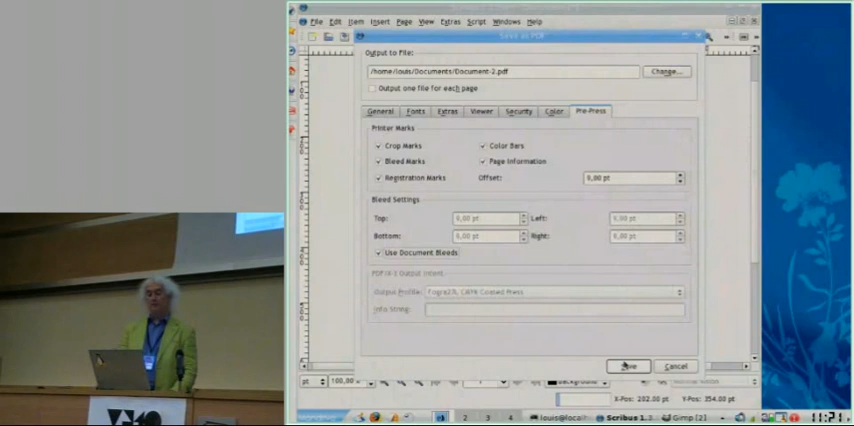 File Edit Item Insert Page View Extras Script Windows Help
Save as PDF
Output to File:
/home/louis/Documents/Document-2.pdf Change...
Output one file for each page
General Fonts Extras Viewer Security Color Pre-Press
Printer Marks
Crop Marks Color Bars
Bleed Marks Page Information
Registration Marks Offset: 0,00 pt
Bleed Settings
Top: 0,00 pt Left: 0,00 pt
Bottom: 0,00 pt Right: 0,00 pt
Use Document Bleeds
PDF/X-3 Output Intent
Output Profile: Fogra27L CMYK Coated Press
Info String:
Save Cancel
pt 100,00
X-Pos: 202.00 pt Y-Pos: 354.00 pt
2 3 4 louis@localh Scribus 1.3 Gimp [2] 11:21